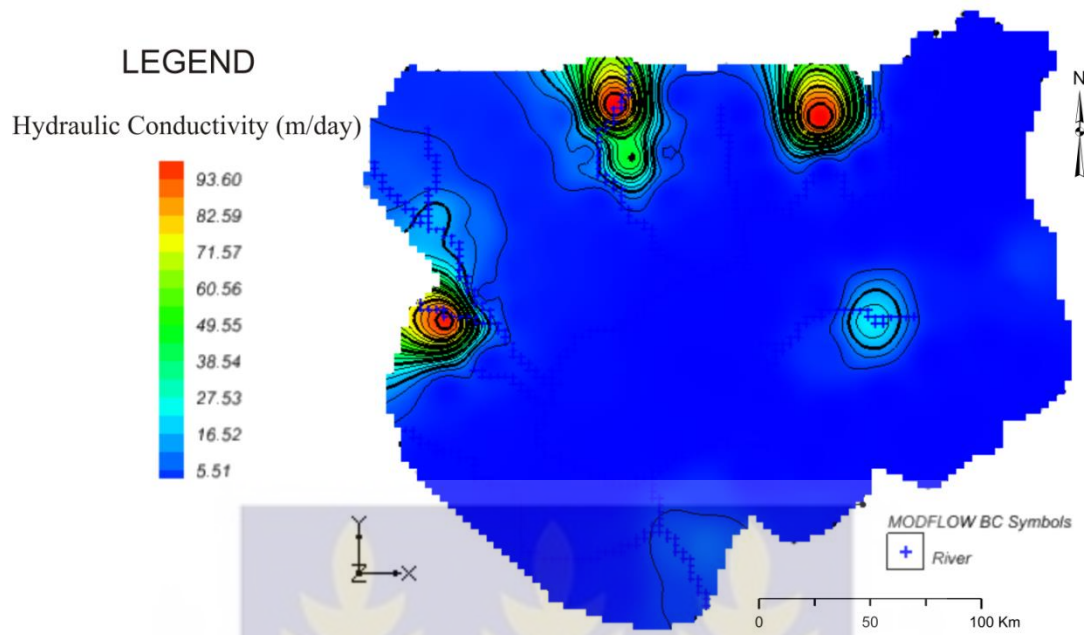 LEGEND
Hydraulic Conductivity (m/day)
93.60
82.59
71.57
60.56
49.55
38.54
27.53
16.52
5.51
N
Y
Z X
MODFLOW BC Symbols
River
0 50 100 Km